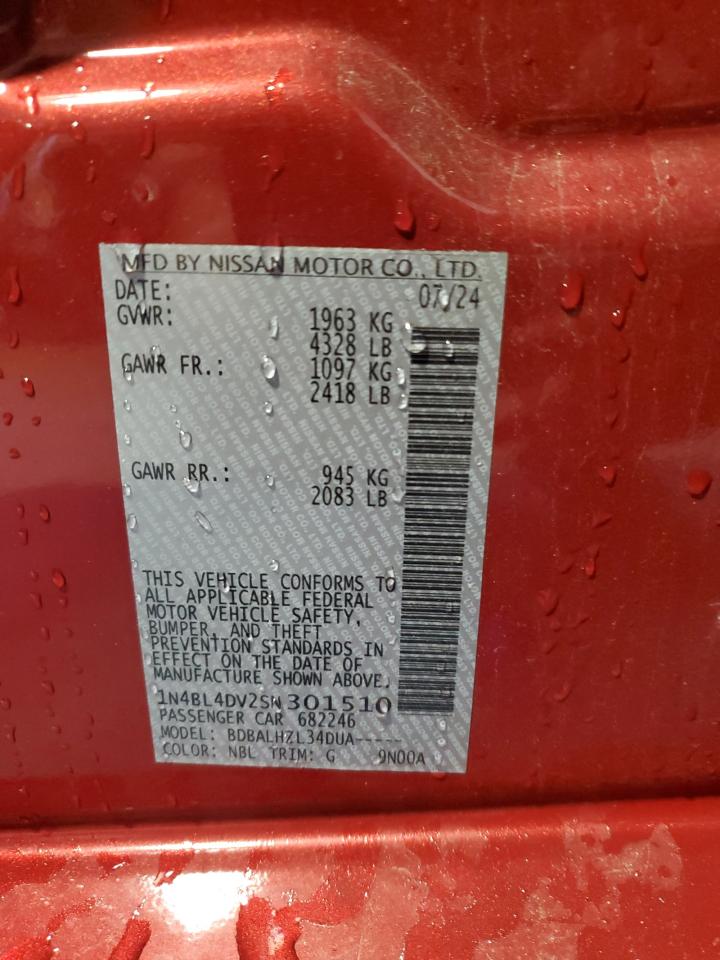 MFD BY NISSAN MOTOR CO., LTD.
DATE: 07/24
GVWR: 1963 KG
4328 LB
GAWR FR.: 1097 KG
2418 LB
GAWR RR.: 945 KG
2083 LB
THIS VEHICLE CONFORMS TO
ALL APPLICABLE FEDERAL
MOTOR VEHICLE SAFETY,
BUMPER, AND THEFT
PREVENTION STANDARDS IN
EFFECT ON THE DATE OF
MANUFACTURE SHOWN ABOVE.
1N4BL4DV2SN301510
PASSENGER CAR 682246
MODEL: BDBALHZL34DUA-----
COLOR: NBL TRIM: G 9N00A